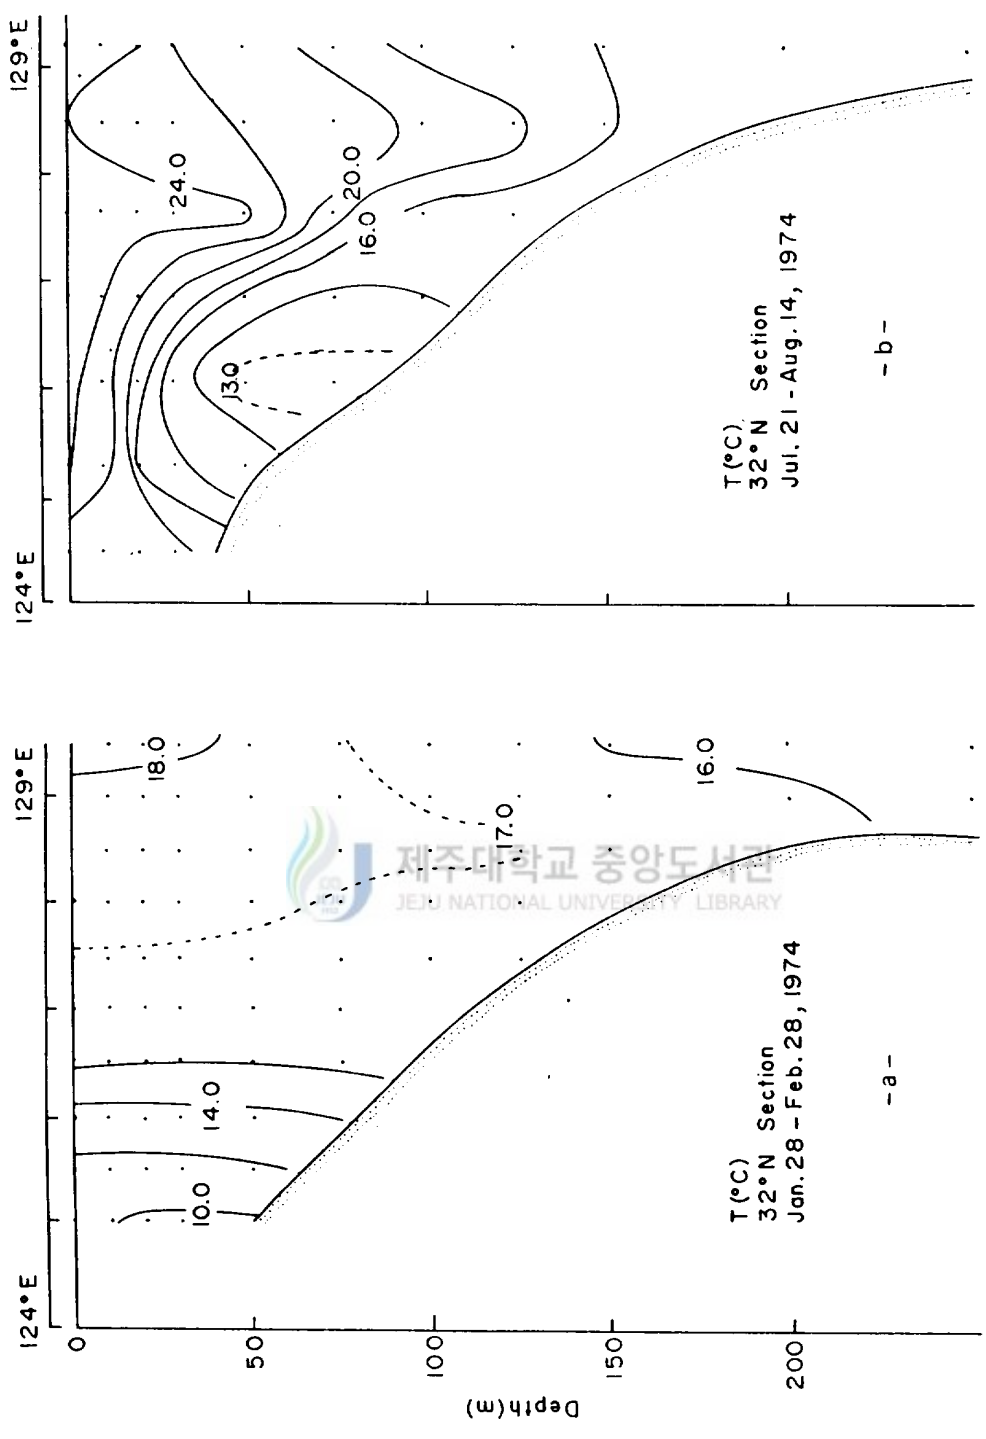 124°E
129°E
0
50
100
150
200
Depth(m)
10.0
14.0
18.0
17.0
16.0
T(°C)
32°N Section
Jan.28-Feb.28,1974
-a-
124°E
129°E
24.0
20.0
16.0
13.0
T(°C)
32°N Section
Jul.21-Aug.14,1974
-b-
제주대학교 중앙도서관
JEJU NATIONAL UNIVERSITY LIBRARY